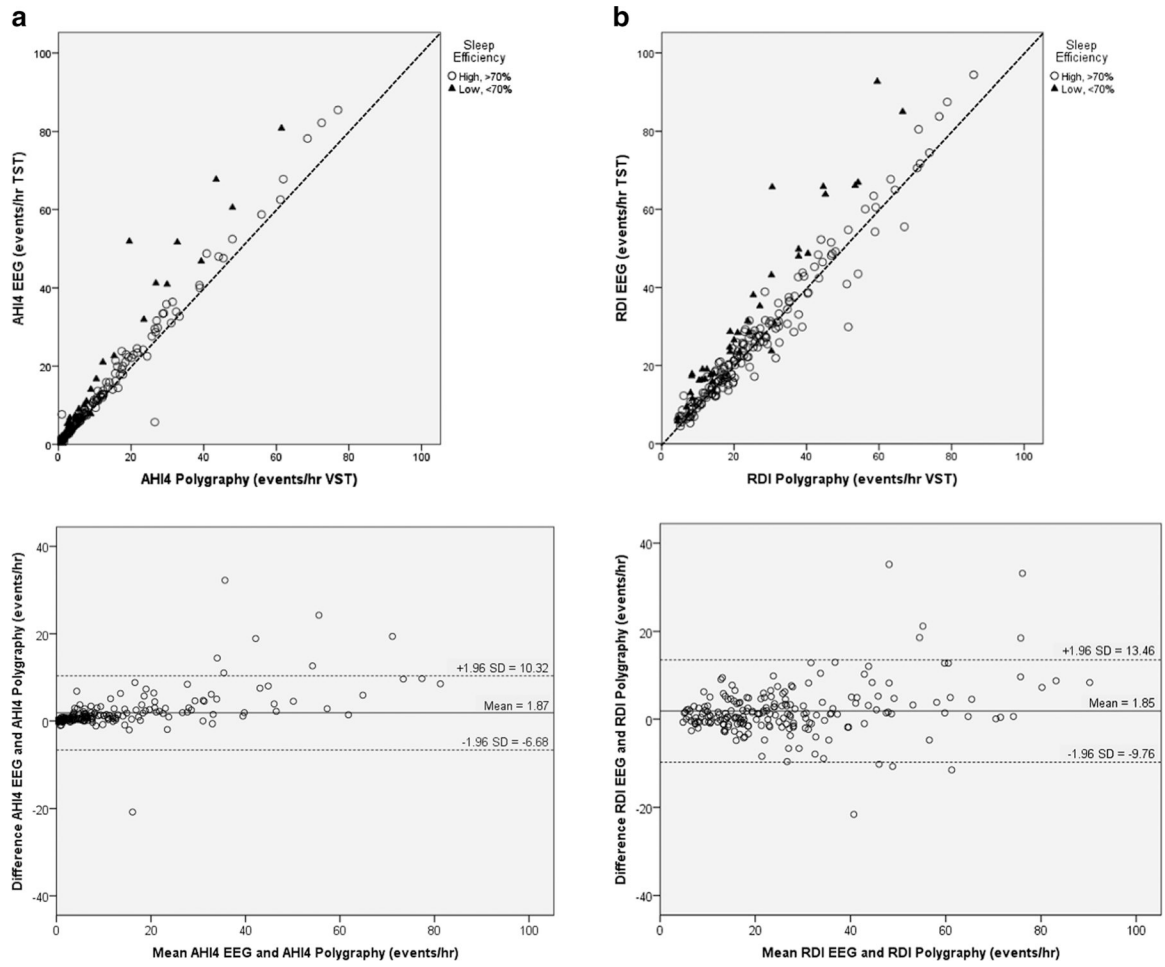 a
b
Sleep
Efficiency
High, >70%
Low, <70%
100
80
60
40
20
0
0
20
40
60
80
100
AHI4 EEG (events/hr TST)
AHI4 Polygraphy (events/hr VST)
Sleep
Efficiency
High, >70%
Low, <70%
100
80
60
40
20
0
0
20
40
60
80
100
RDI EEG (events/hr TST)
RDI Polygraphy (events/hr VST)
40
20
0
-20
-40
0
20
40
60
80
100
+1.96 SD = 10.32
Mean = 1.87
-1.96 SD = -6.68
Difference AHI4 EEG and AHI4 Polygraphy (events/hr)
Mean AHI4 EEG and AHI4 Polygraphy (events/hr)
40
20
0
-20
-40
0
20
40
60
80
100
+1.96 SD = 13.46
Mean = 1.85
-1.96 SD = -9.76
Difference RDI EEG and RDI Polygraphy (events/hr)
Mean RDI EEG and RDI Polygraphy (events/hr)